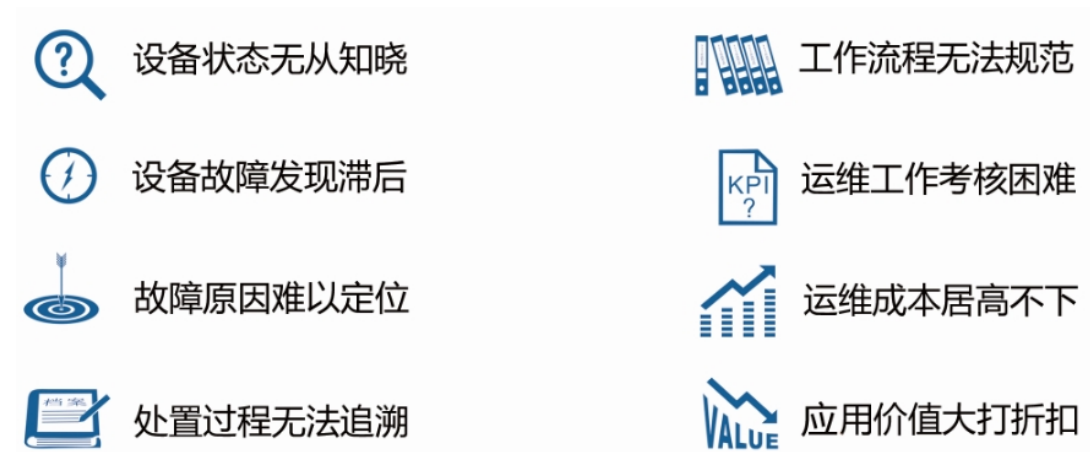 设备状态无从知晓
设备故障发现滞后
故障原因难以定位
档案
处置过程无法追溯
工作流程无法规范
KPI
?
运维工作考核困难
运维成本居高不下
VALUE
应用价值大打折扣